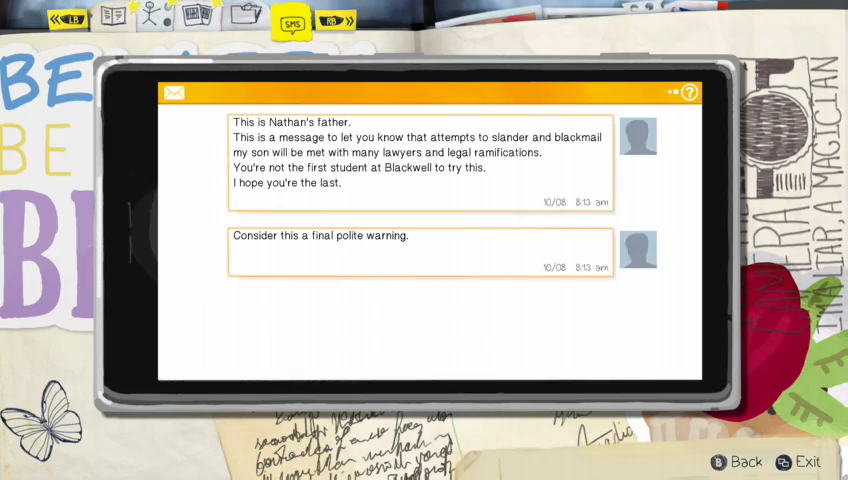 LB
SMS
RB
BE
BE
BE
This is Nathan's father.
This is a message to let you know that attempts to slander and blackmail
my son will be met with many lawyers and legal ramifications.
You're not the first student at Blackwell to try this.
I hope you're the last.
10/08 8:13 am
Consider this a final polite warning.
10/08 8:13 am
CAMERA
I'M A LIAR, A MAGICIAN
B Back
Exit